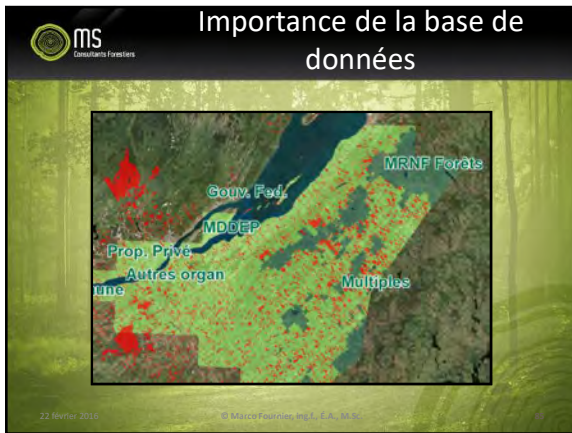 MS
Consultants Forestiers
Importance de la base de
données
MRNF Forêts
Gouv. Fed.
MDDEP
Prop. Privé
Autres organ
une
Multiples
22 février 2016
© Marco Fournier, ing.f., É.A., M.Sc.